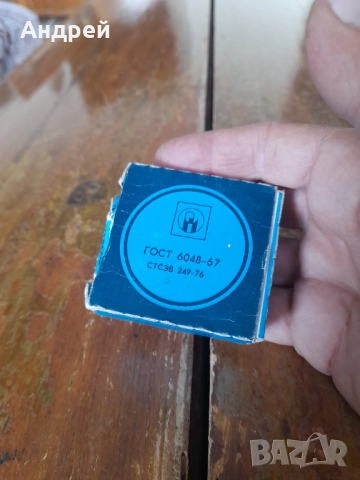 Андрей
ГОСТ 6048-67
СТСЭВ 249-76
BAZAR